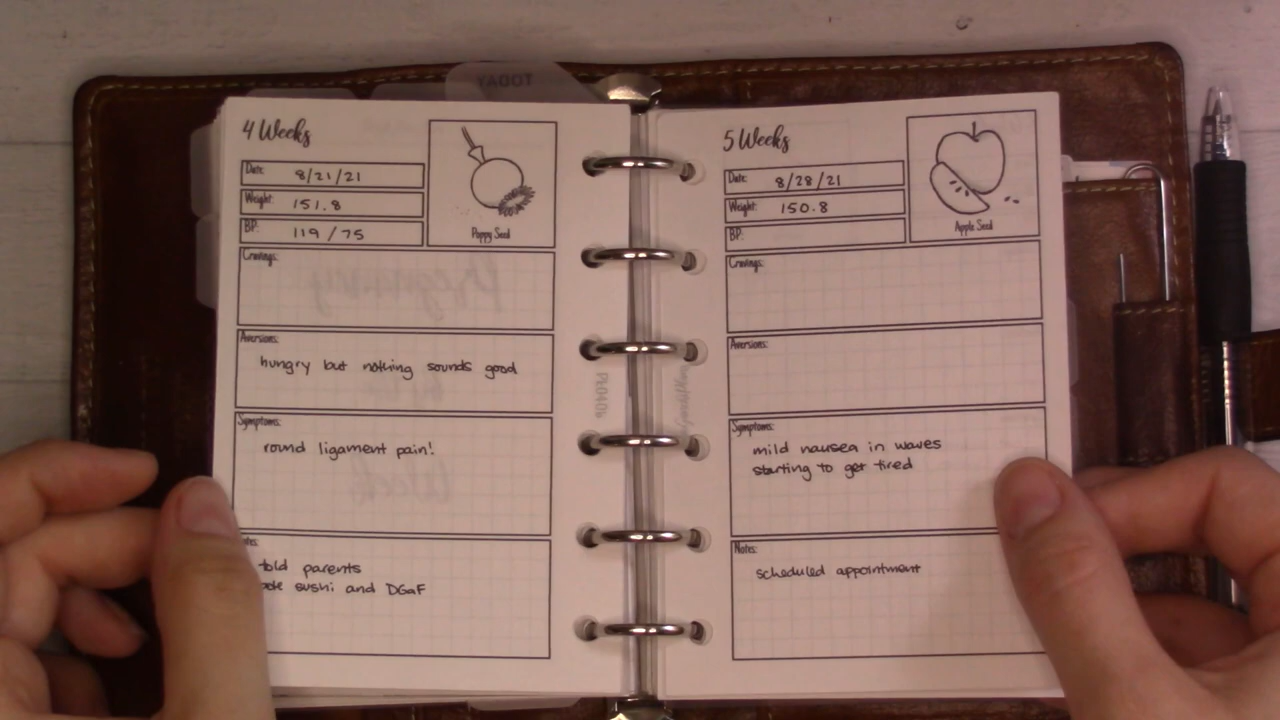 TODAY
4 Weeks
Date: 8/21/21
Weight: 151.8
BP: 119/75
Poppy Seed
Cravings:
Aversions:
hungry but nothing sounds good
Symptoms:
round ligament pain!
told parents
sushi and DGaF
5 Weeks
Date: 8/28/21
Weight: 150.8
BP:
Apple Seed
Cravings:
Aversions:
Symptoms:
mild nausea in waves
starting to get tired
Notes:
scheduled appointment